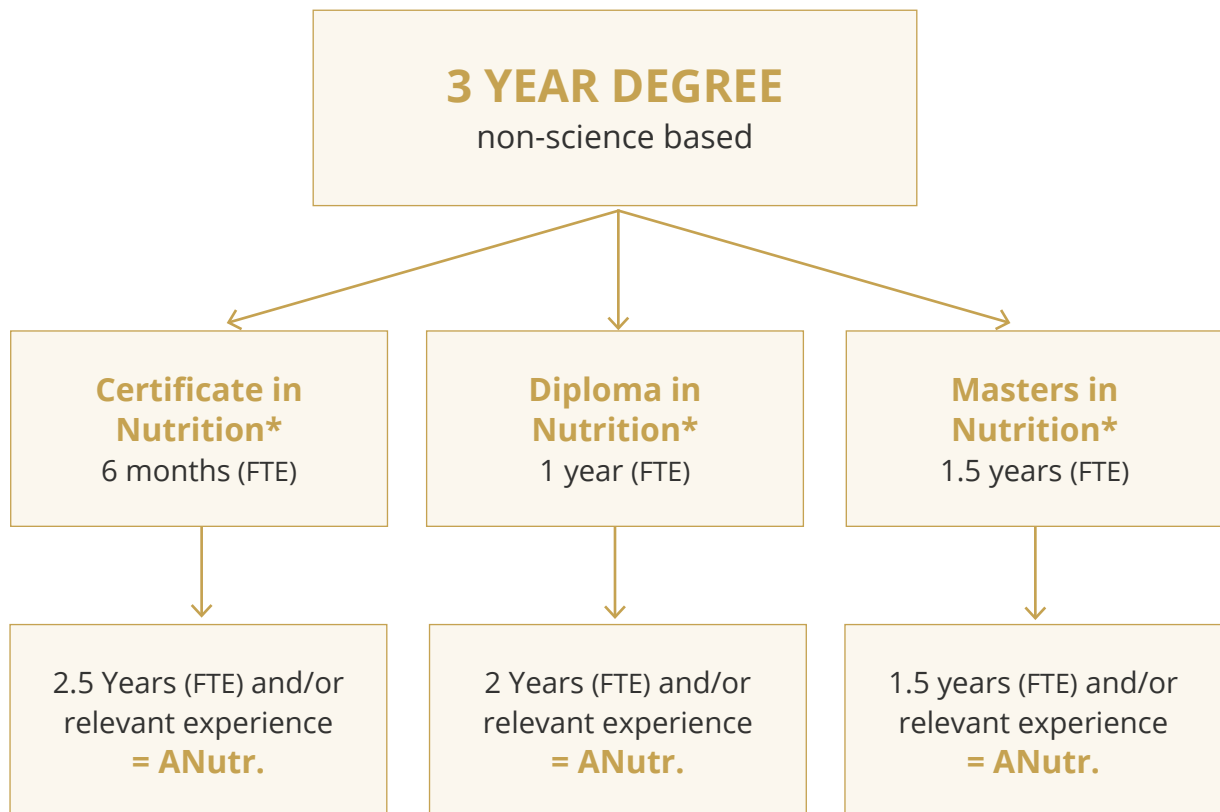 3 YEAR DEGREE
non-science based
Certificate in
Nutrition*
6 months (FTE)
Diploma in
Nutrition*
1 year (FTE)
Masters in
Nutrition*
1.5 years (FTE)
2.5 Years (FTE) and/or
relevant experience
= ANutr.
2 Years (FTE) and/or
relevant experience
= ANutr.
1.5 years (FTE) and/or
relevant experience
= ANutr.